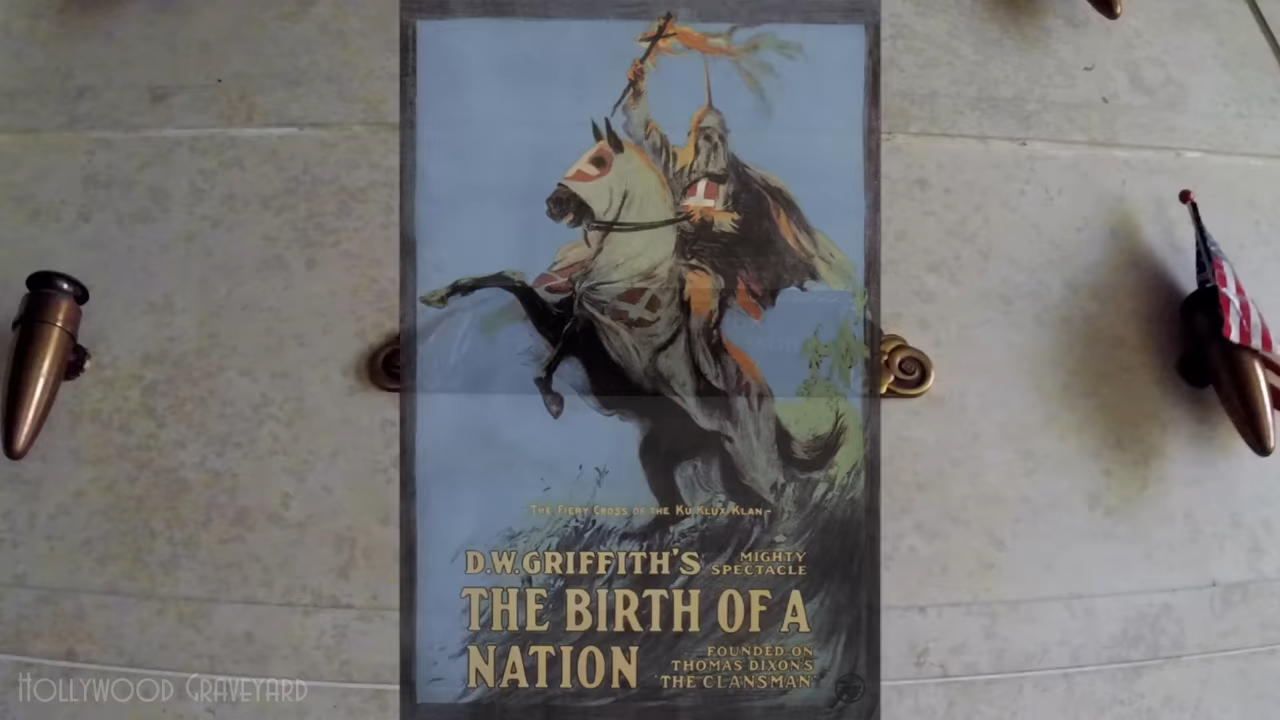 -The Fiery Cross of the Ku Klux Klan-
D.W. GRIFFITH'S MIGHTY SPECTACLE
THE BIRTH OF A
NATION FOUNDED ON THOMAS DIXON'S 'THE CLANSMAN'
Hollywood Graveyard